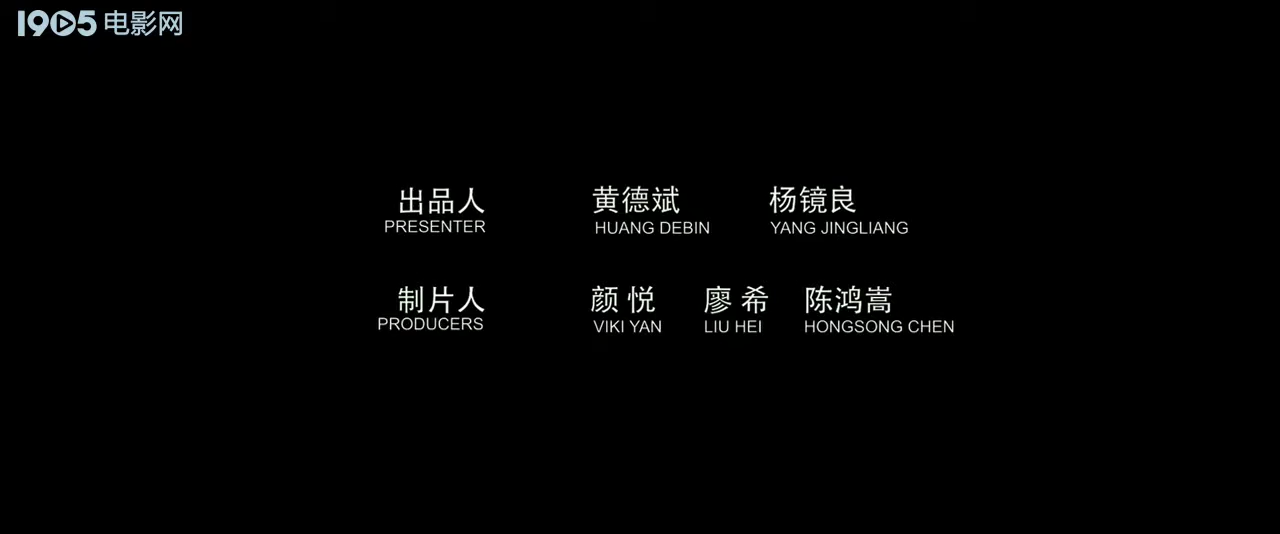 1905电影网
出品人 黄德斌 杨镜良
PRESENTER HUANG DEBIN YANG JINGLIANG
制片人 颜悦 廖希 陈鸿嵩
PRODUCERS VIKI YAN LIU HEI HONGSONG CHEN